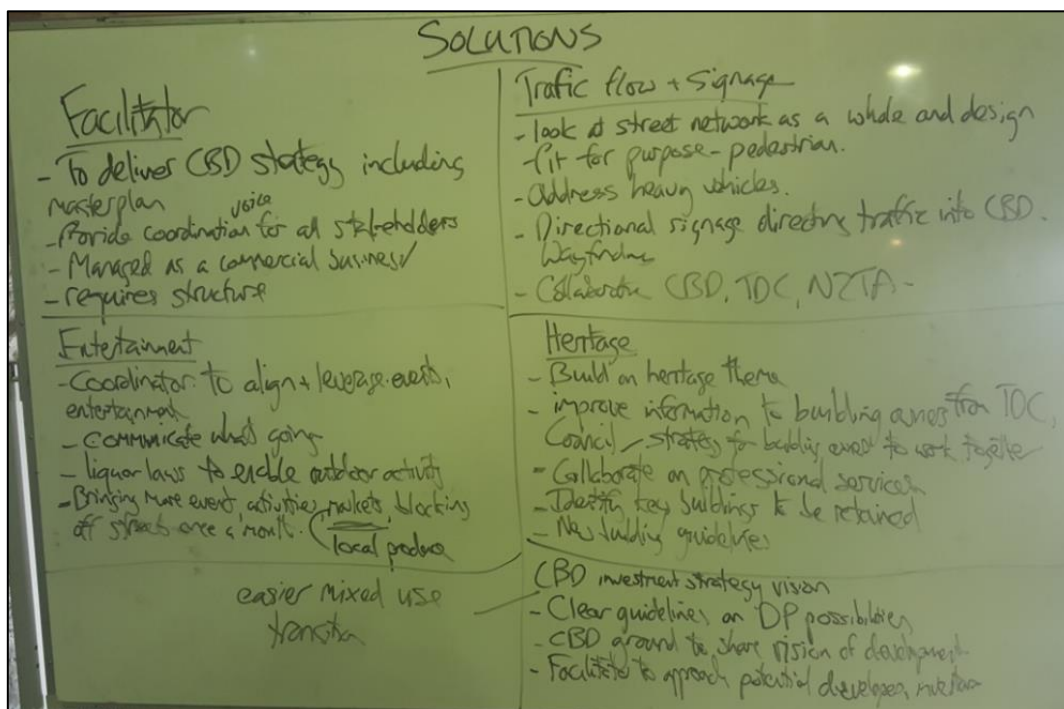 SOLUTIONS
Facilitator
- To deliver CBD strategy including
masterplan
voice
- Provide coordination for all stakeholders
- Managed as a commercial business
- requires structure
Trafic flow + Signage
- look at street network as a whole and design
- fit for purpose - pedestrian.
- Address heavy vehicles.
- Directional signage directing traffic into CBD.
Wayfinding
- Collaboration CBD, TDC, NZTA -
Entertainment
- Coordinator to align + leverage events,
entertainment
- COMMUNICATE what's going
- liquor laws to enable outdoor activity
- Bringing more event activities, markets, blocking
off streets once a month.
local produce
Heritage
- Build on heritage thema
- improve information to building owners from TDC,
Council - strategy for building owners to work together
- Collaborate on professional services
- Identify key buildings to be retained
- New building guidelines
easier mixed use
transition
CBD investment strategy vision
- Clear guidelines on DP possibilities
- CBD group to share vision of development
- Facilitator to approach potential developer, investors